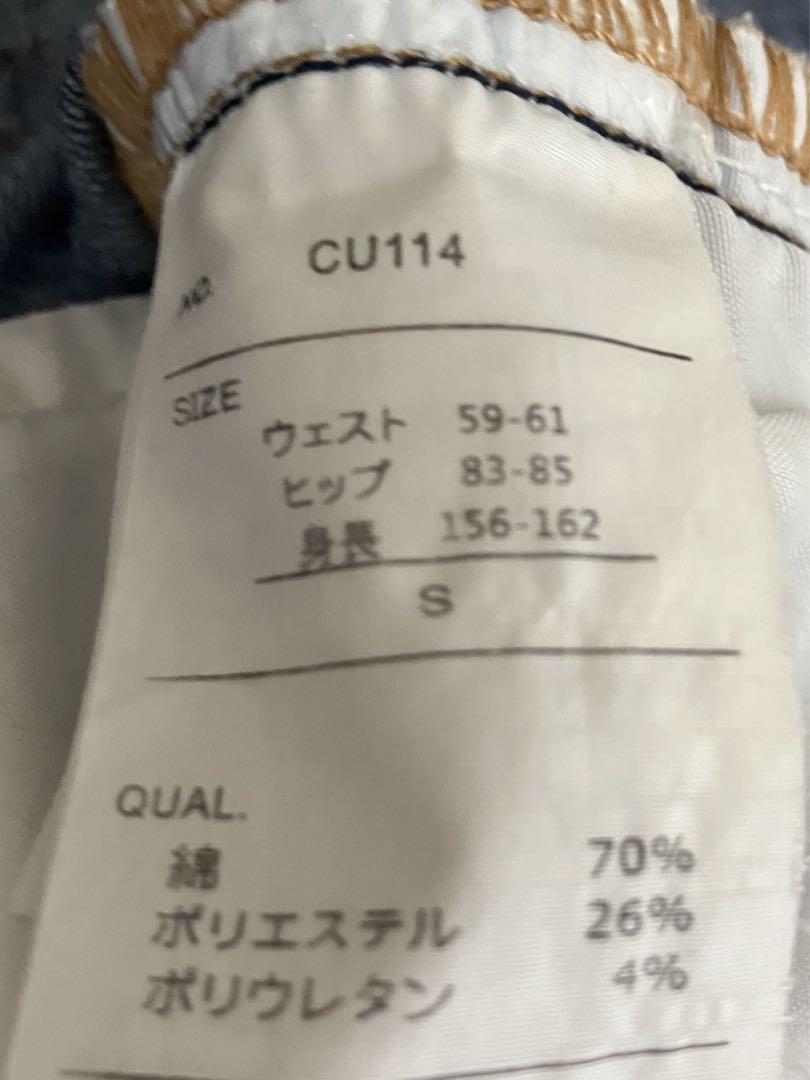 NO. CU114
SIZE
ウェスト 59-61
ヒップ 83-85
身長 156-162
S
QUAL.
綿 70%
ポリエステル 26%
ポリウレタン 4%